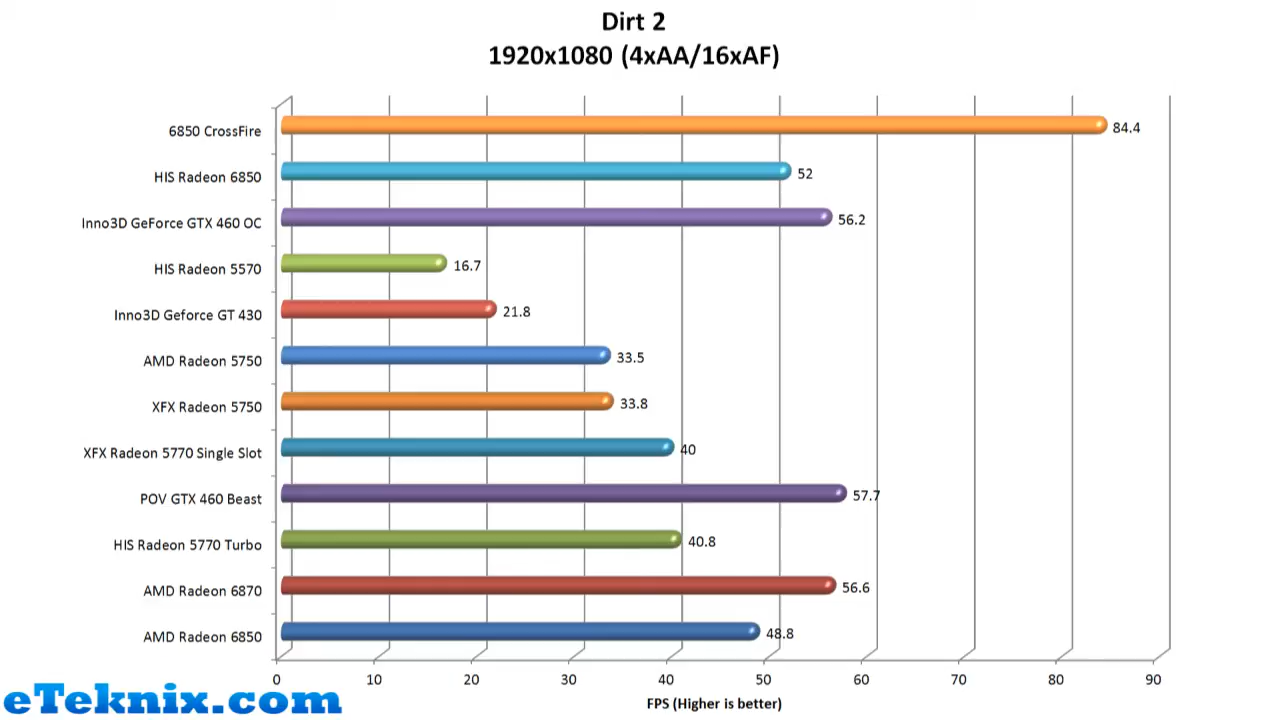 Dirt 2
1920x1080 (4xAA/16xAF)
6850 CrossFire 84.4
HIS Radeon 6850 52
Inno3D GeForce GTX 460 OC 56.2
HIS Radeon 5570 16.7
Inno3D Geforce GT 430 21.8
AMD Radeon 5750 33.5
XFX Radeon 5750 33.8
XFX Radeon 5770 Single Slot 40
POV GTX 460 Beast 57.7
HIS Radeon 5770 Turbo 40.8
AMD Radeon 6870 56.6
AMD Radeon 6850 48.8
0 10 20 30 40 50 60 70 80 90
FPS (Higher is better)
eTeknix.com